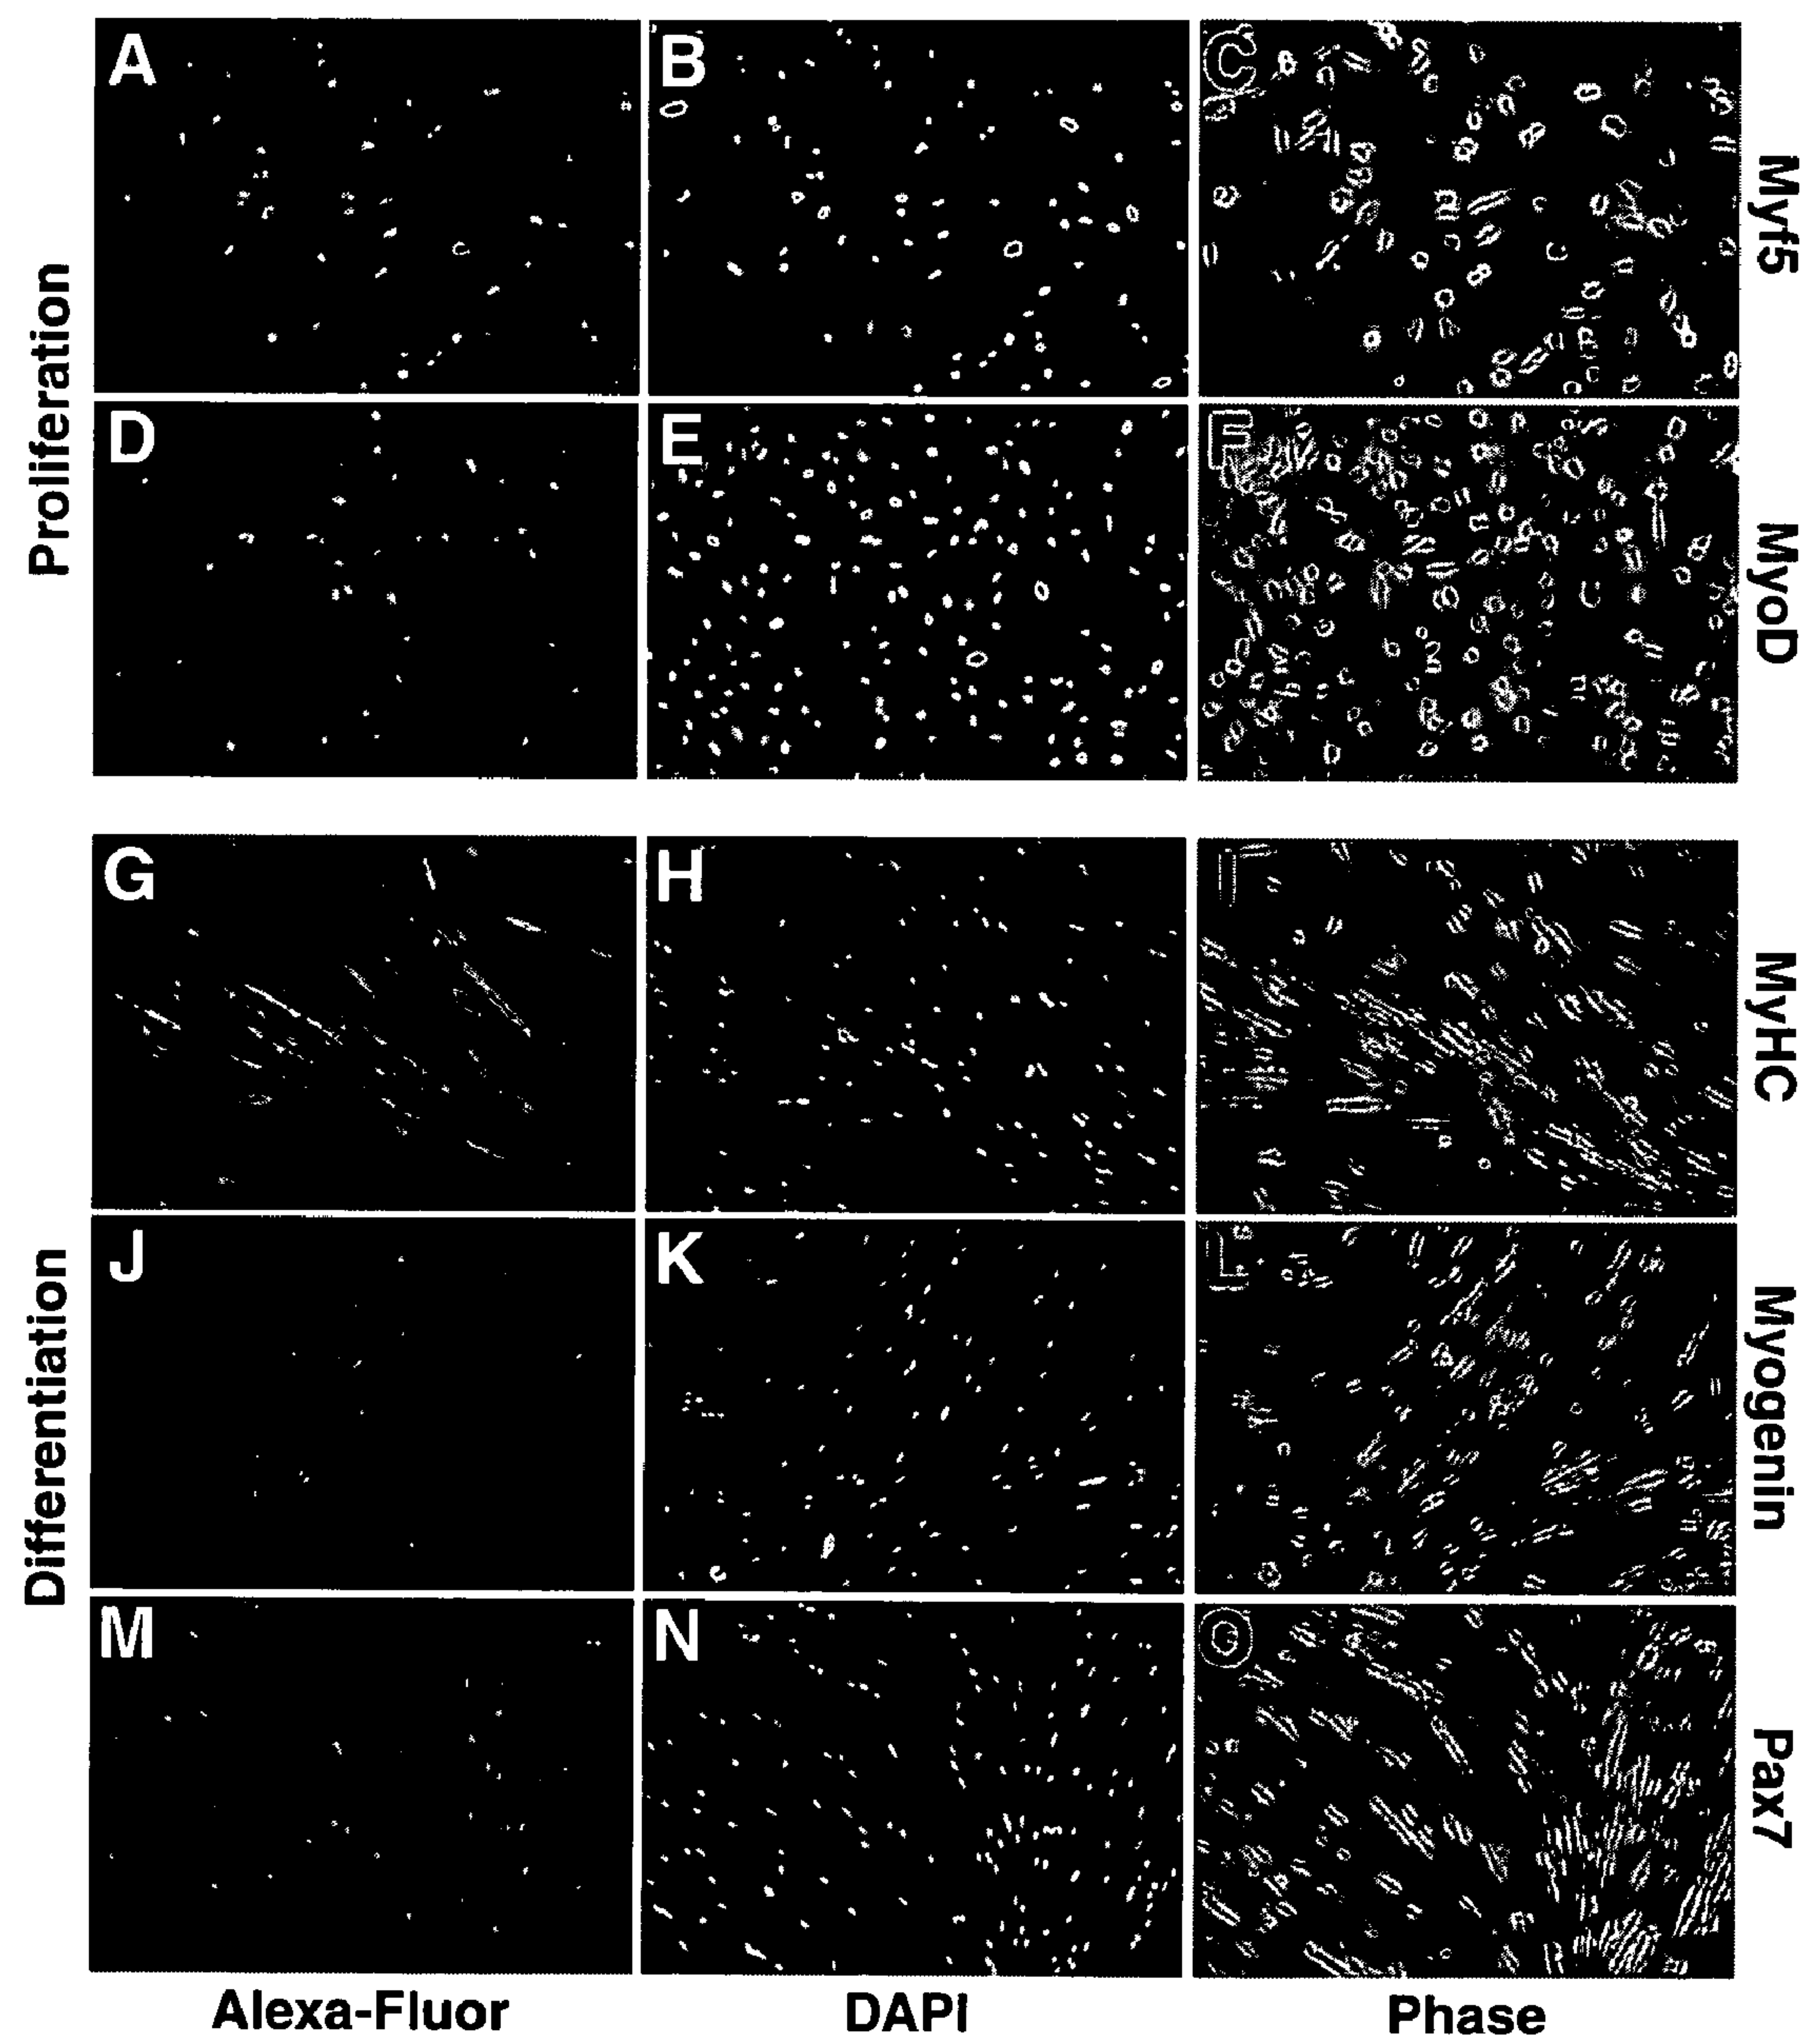 Proliferation
A
B
C
Myf5
D
E
F
MyoD
Differentiation
G
H
I
MyHC
J
K
L
Myogenin
M
N
O
Pax7
Alexa-Fluor
DAPI
Phase